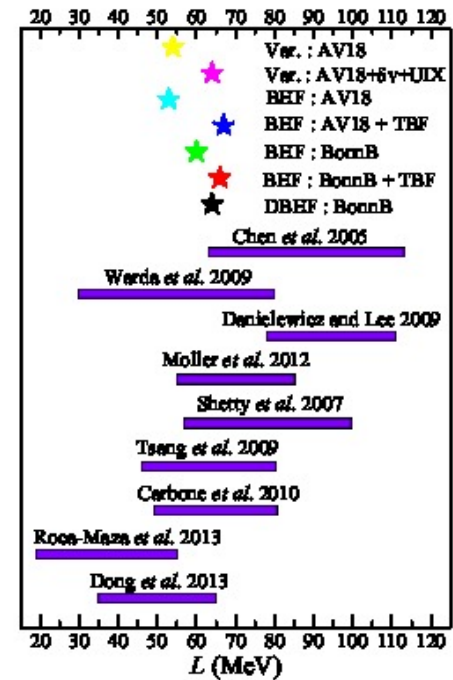 20 30 40 50 60 70 80 90 100 110 120
Var. : AV18
Var. : AV18+δv+UIX
BHF : AV18
BHF : AV18 + TBF
BHF : BonnB
BHF : BonnB + TBF
DBHF : BonnB
Chen et al. 2005
Warda et al. 2009
Danielewicz and Lee 2009
Moller et al. 2012
Shetty et al. 2007
Tsang et al. 2009
Carbone et al. 2010
Roca-Maza et al. 2013
Dong et al. 2013
20 30 40 50 60 70 80 90 100 110 120
L (MeV)